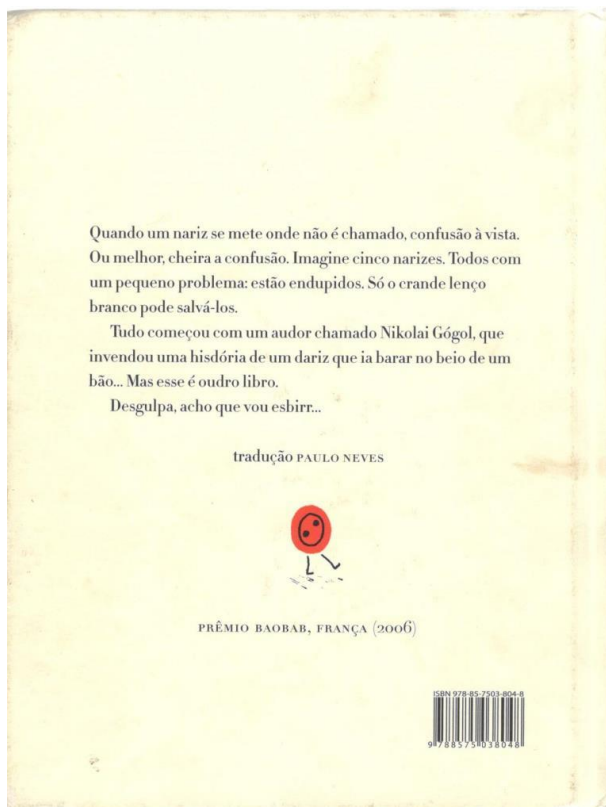 Quando um nariz se mete onde não é chamado, confusão à vista.
Ou melhor, cheira a confusão. Imagine cinco narizes. Todos com
um pequeno problema: estão endupidos. Só o crande lenço
branco pode salvá-los.
Tudo começou com um audor chamado Nikolai Gógol, que
invendou uma hisdória de um dariz que ia barar no beio de um
bão... Mas esse é oudro libro.
Desgulpa, acho que vou esbirr...
tradução PAULO NEVES
PRÊMIO BAOBAB, FRANÇA (2006)
ISBN 978-85-7503-804-8
9 788575 038048